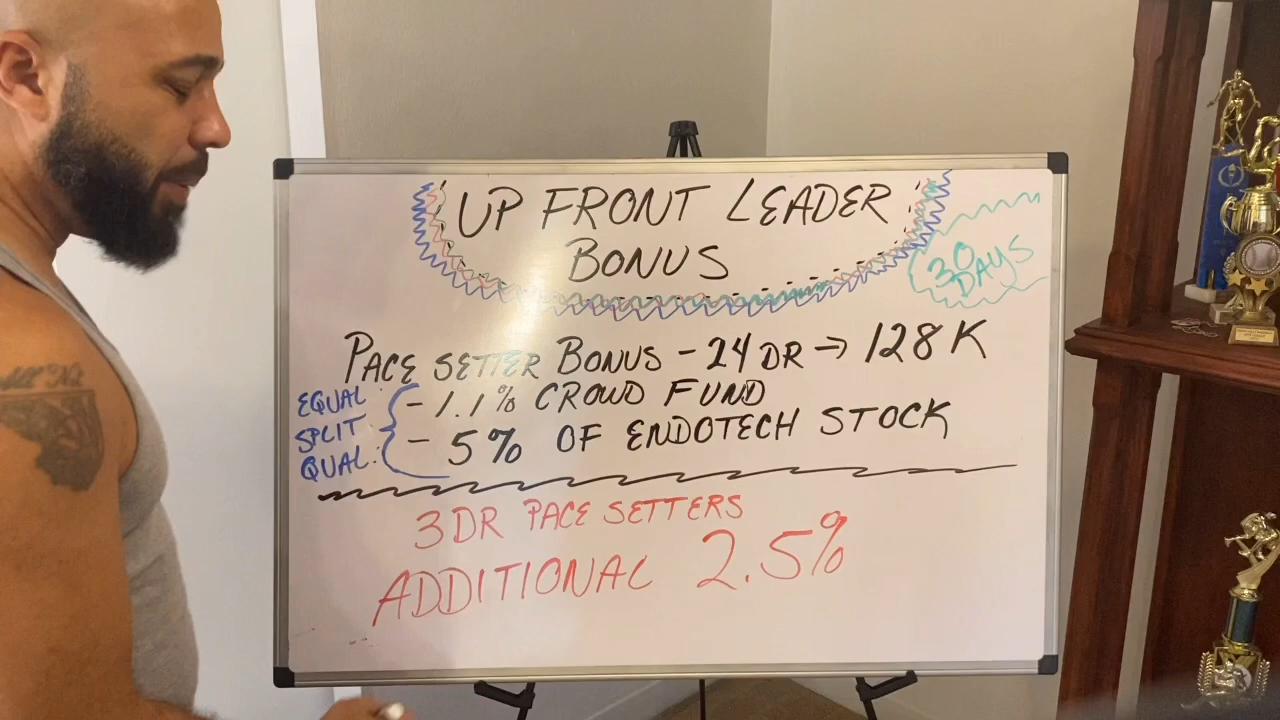 UP FRONT LEADER
BONUS
30
DAYS
PACE SETTER BONUS - 24 DR → 128K
EQUAL
SPLIT
QUAL.
- 1.1% CROWD FUND
- 5% OF ENDOTECH STOCK
3 DR PACE SETTERS
ADDITIONAL 2.5%